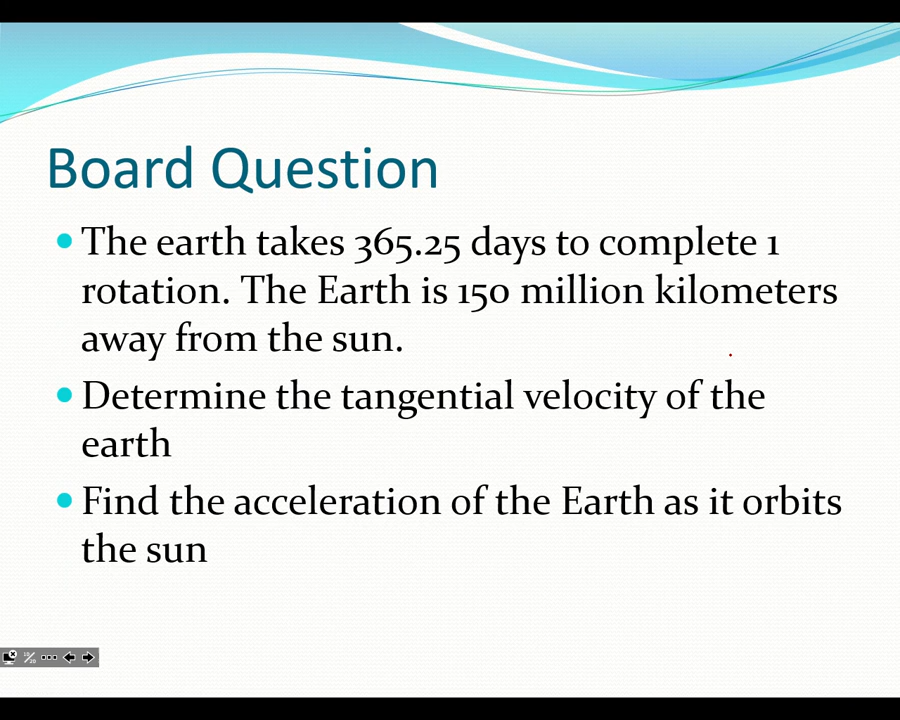 Board Question
The earth takes 365.25 days to complete 1
rotation. The Earth is 150 million kilometers
away from the sun.
Determine the tangential velocity of the
earth
Find the acceleration of the Earth as it orbits
the sun